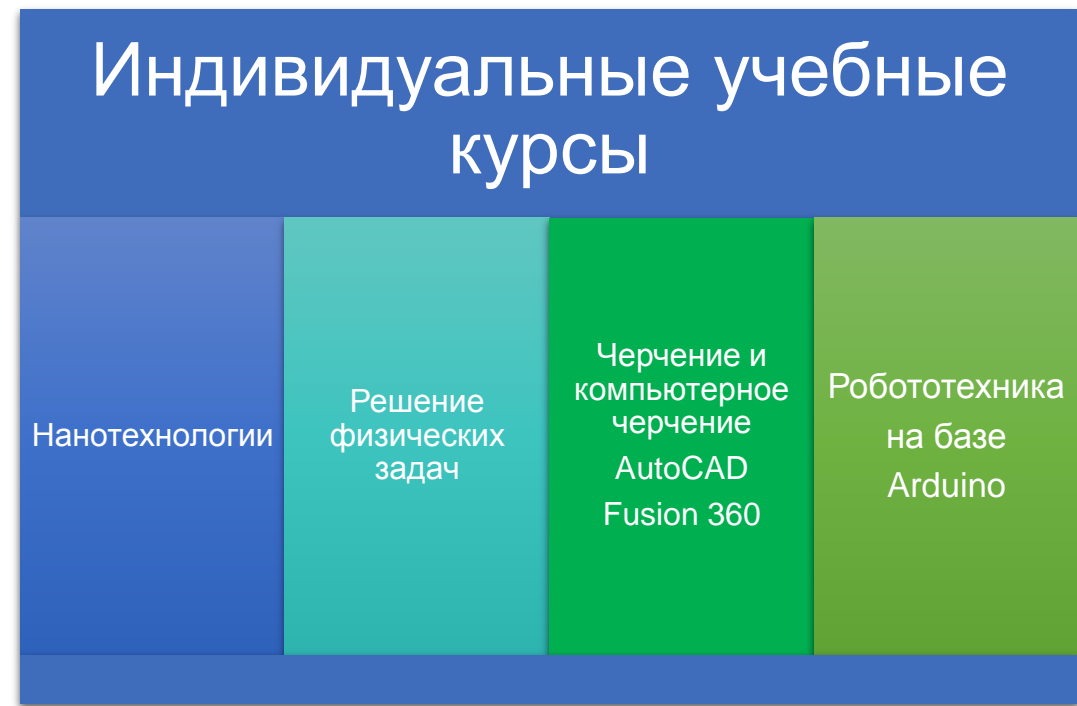 Индивидуальные учебные
курсы
Нанотехнологии
Решение
физических
задач
Черчение и
компьютерное
черчение
AutoCAD
Fusion 360
Робототехника
на базе
Arduino